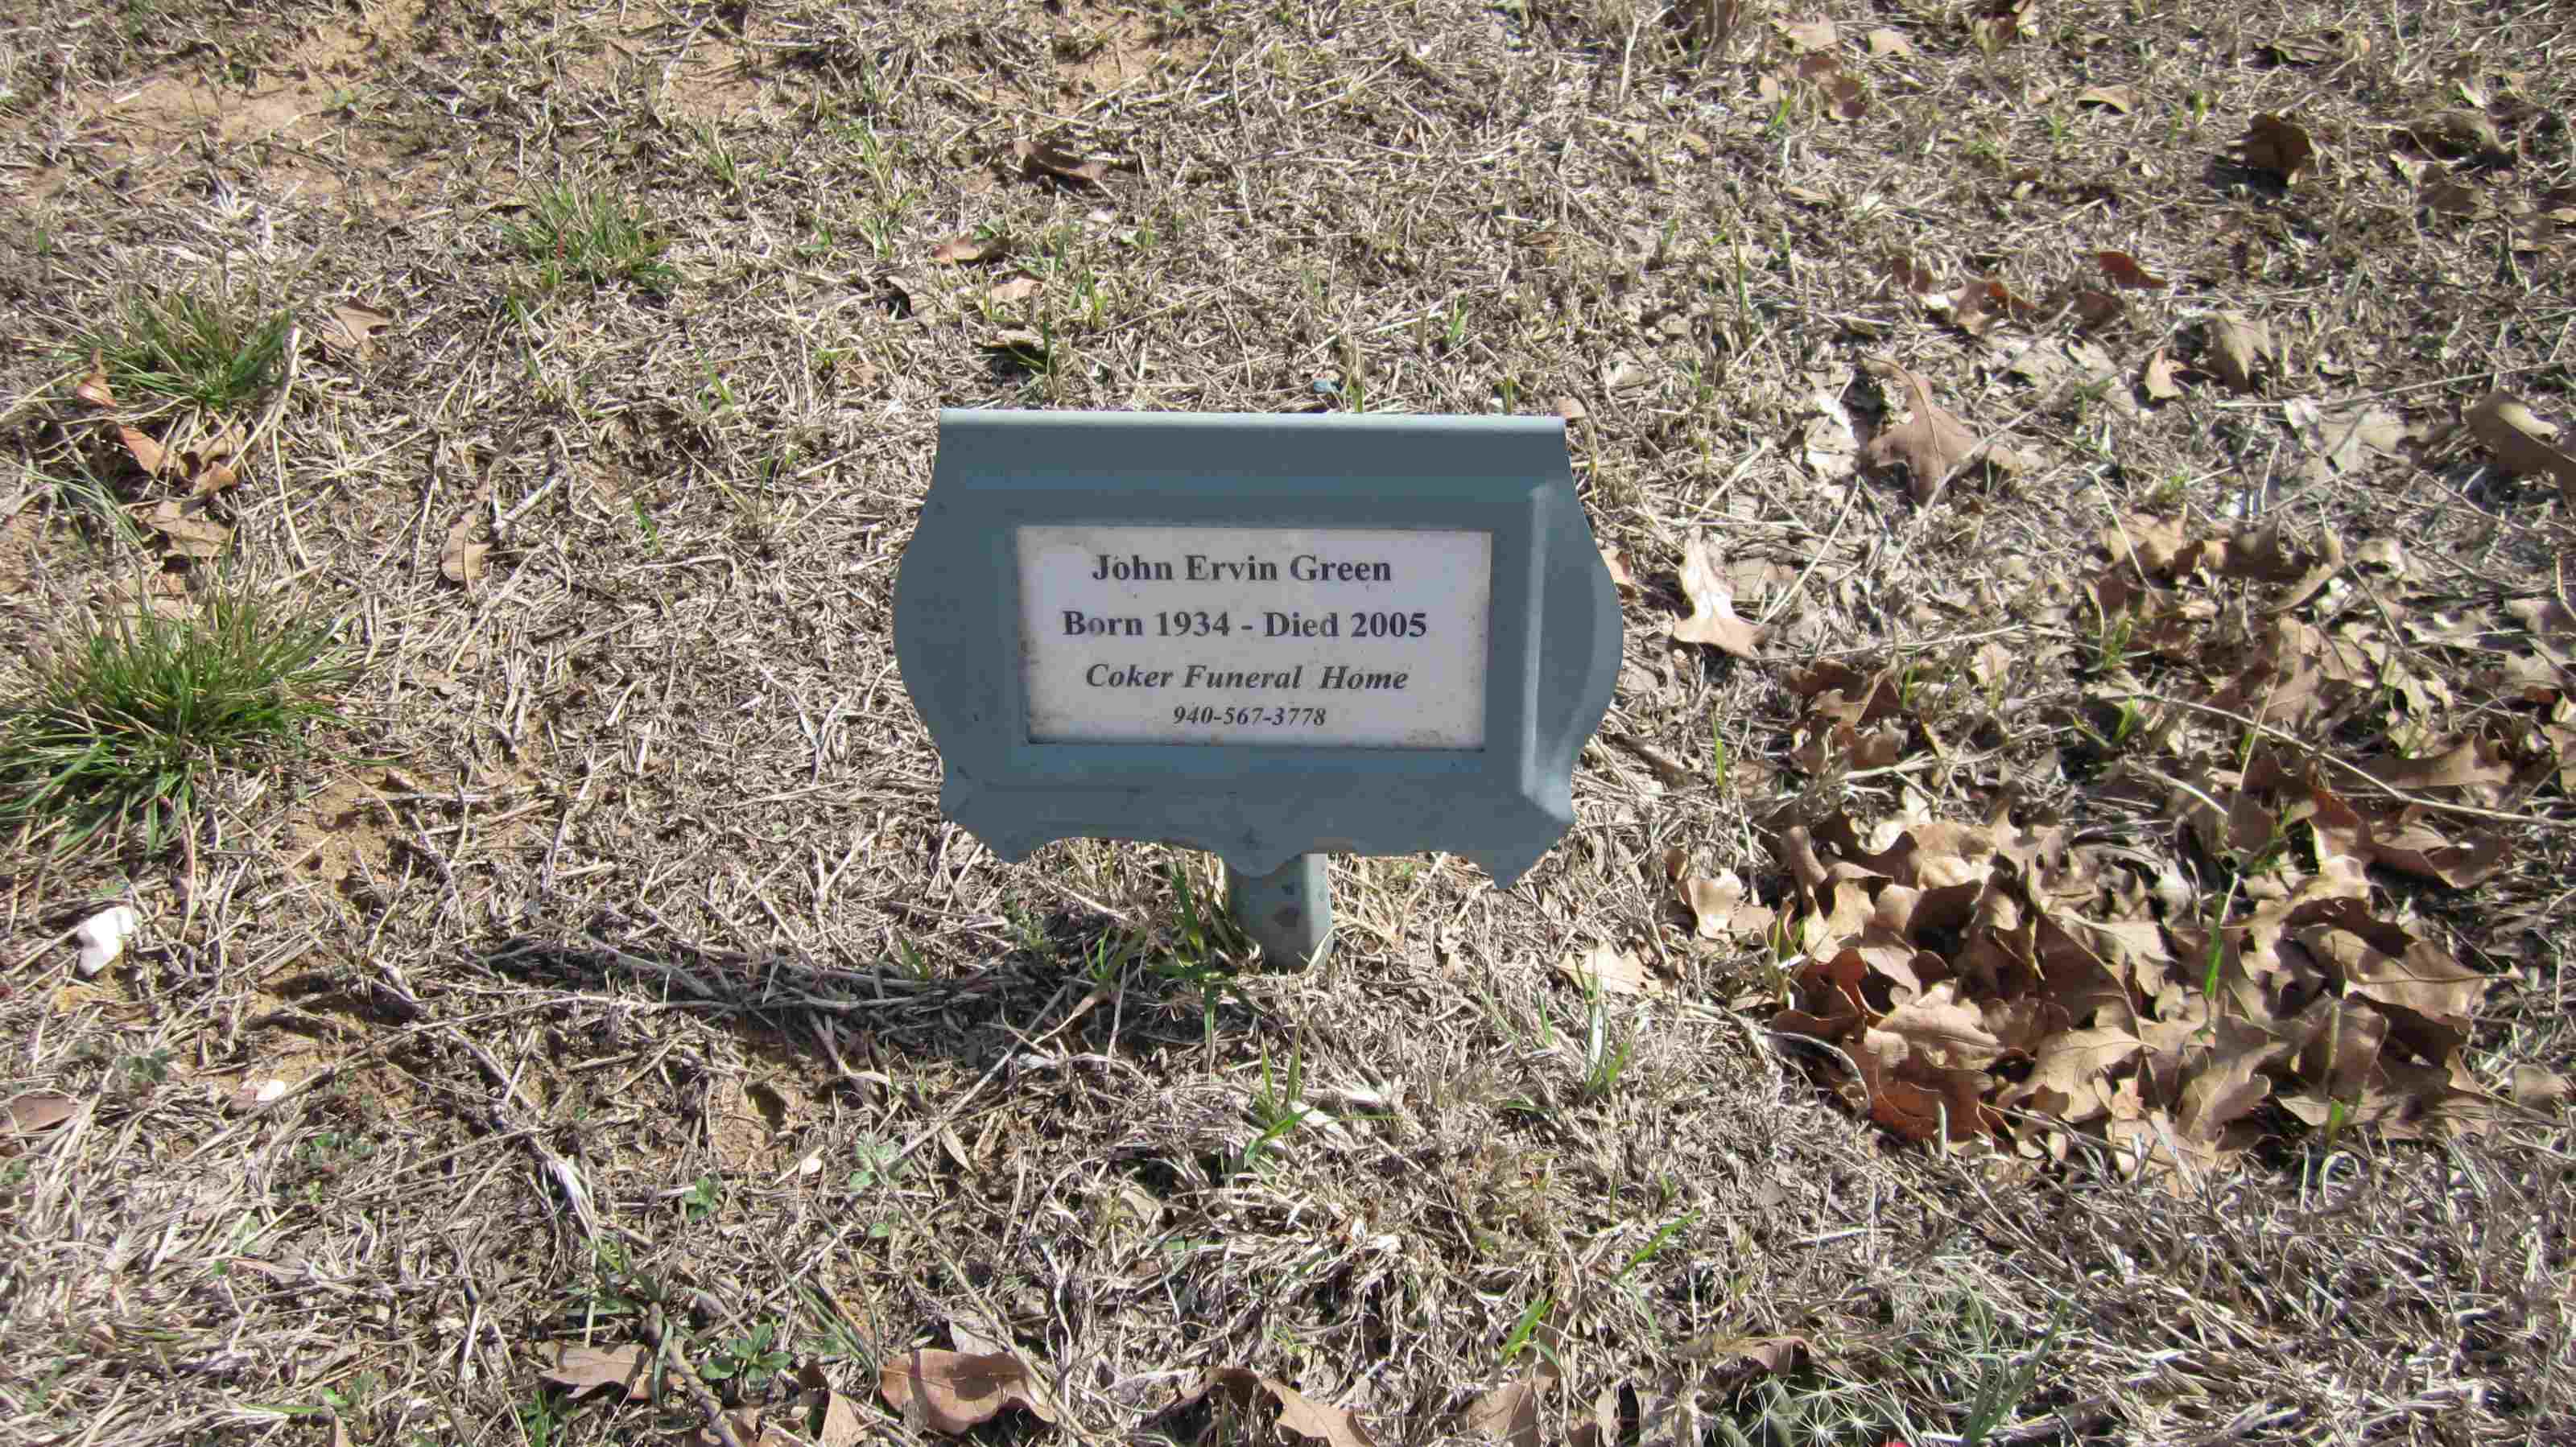 John Ervin Green
Born 1934 - Died 2005
Coker Funeral Home
940-567-3778